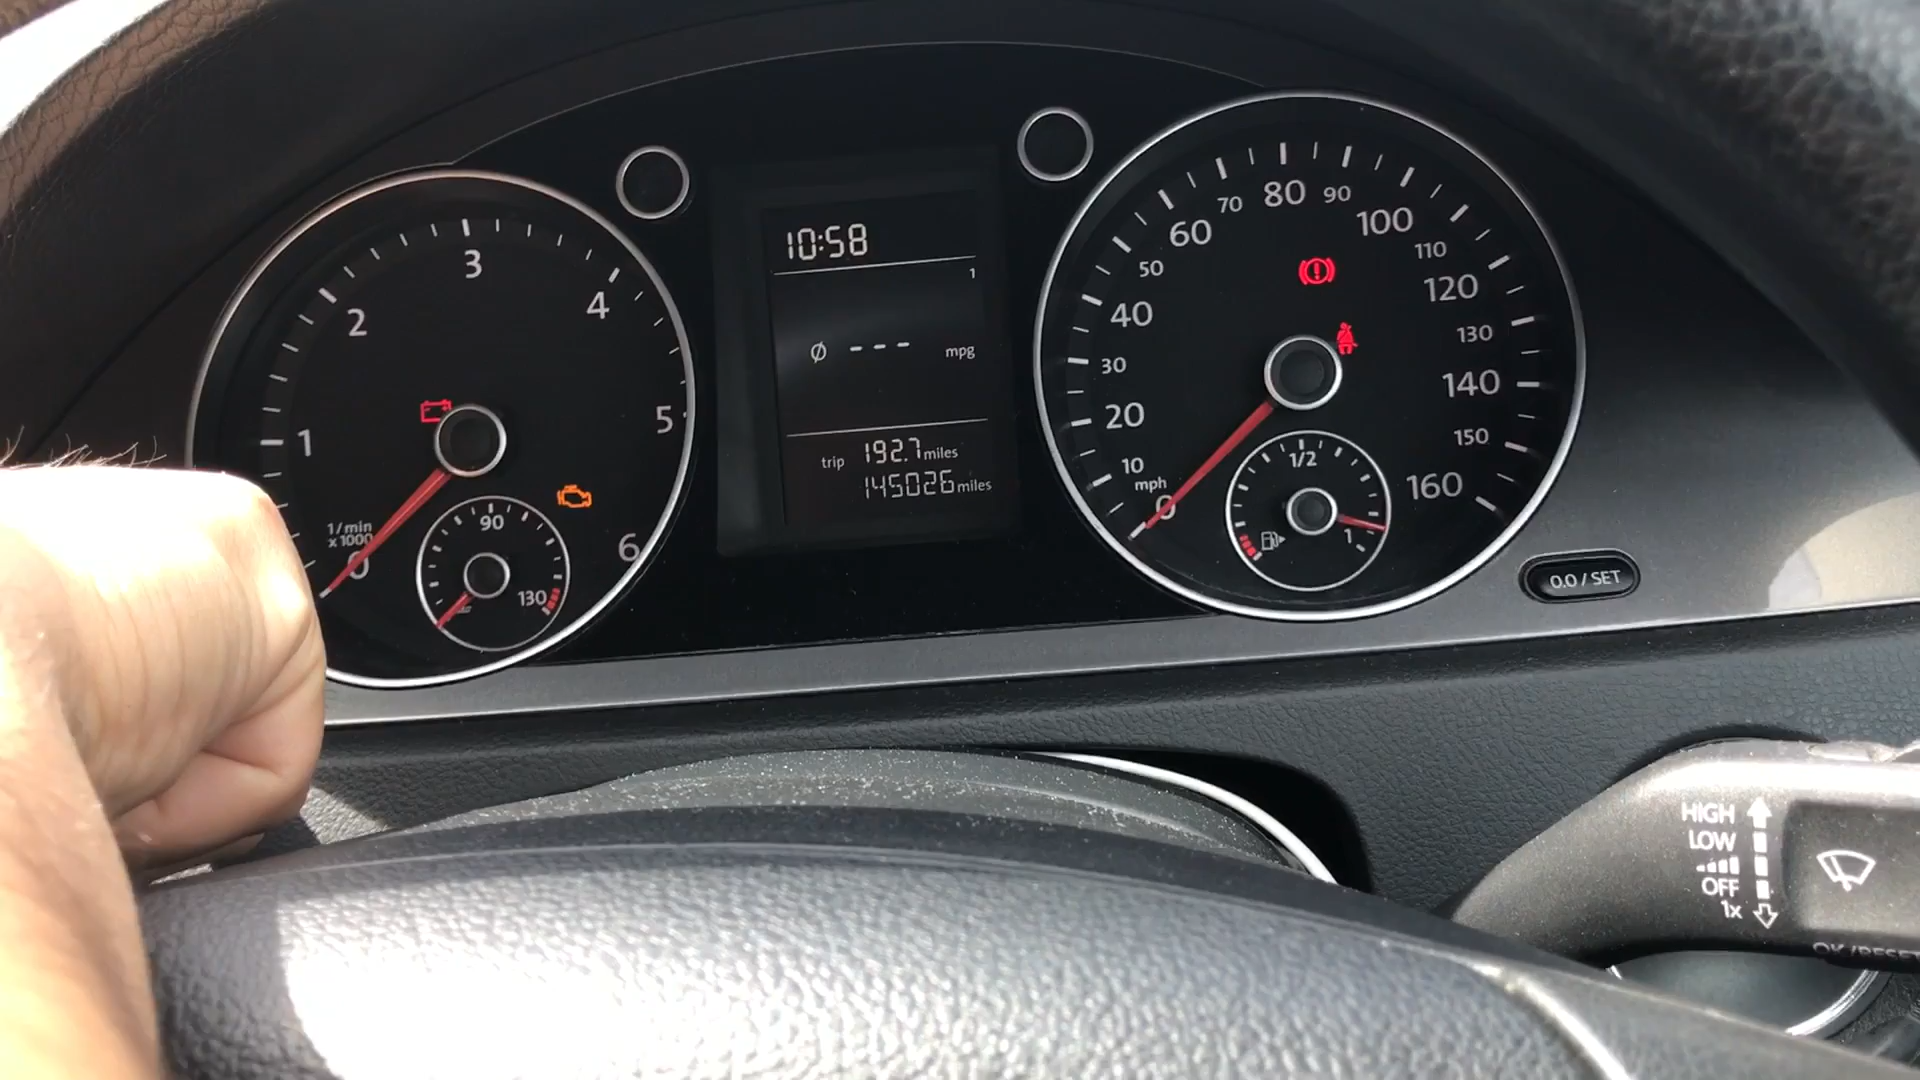 10:58
1
Ø --- mpg
trip 192.7 miles
145026 miles
0
1
2
3
4
5
6
1/min
x 1000
90
130
0
10
20
30
40
50
60
70
80
90
100
110
120
130
140
150
160
mph
1/2
1
0.0 / SET
HIGH
LOW
OFF
1x
OK/RESET